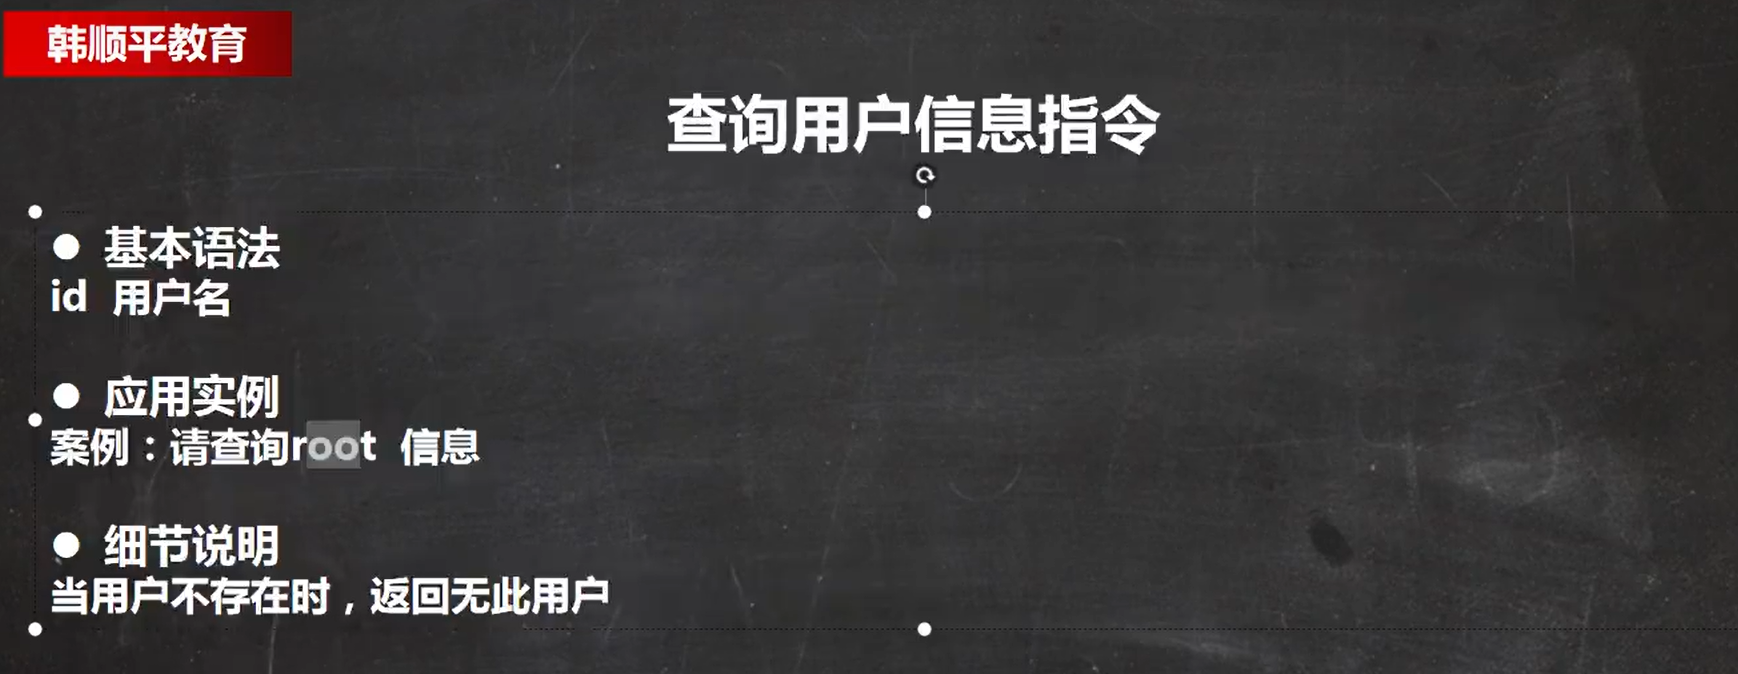 韩顺平教育
查询用户信息指令
● 基本语法
id 用户名
● 应用实例
案例：请查询root 信息
● 细节说明
当用户不存在时，返回无此用户